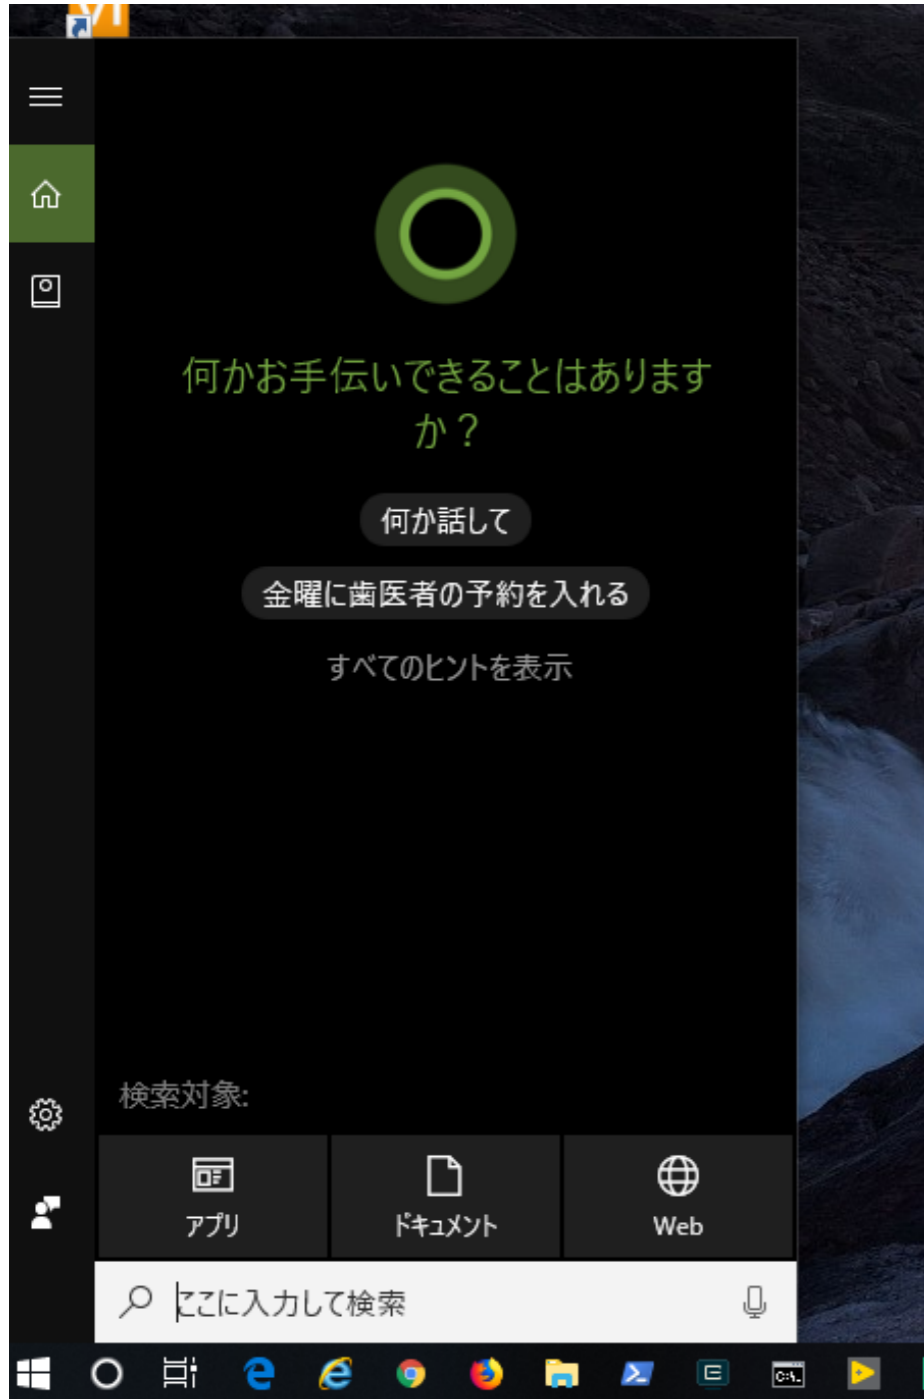 何かお手伝いできることはあります
か？
何か話して
金曜に歯医者の予約を入れる
すべてのヒントを表示
検索対象:
アプリ
ドキュメント
Web
ここに入力して検索
C:\_